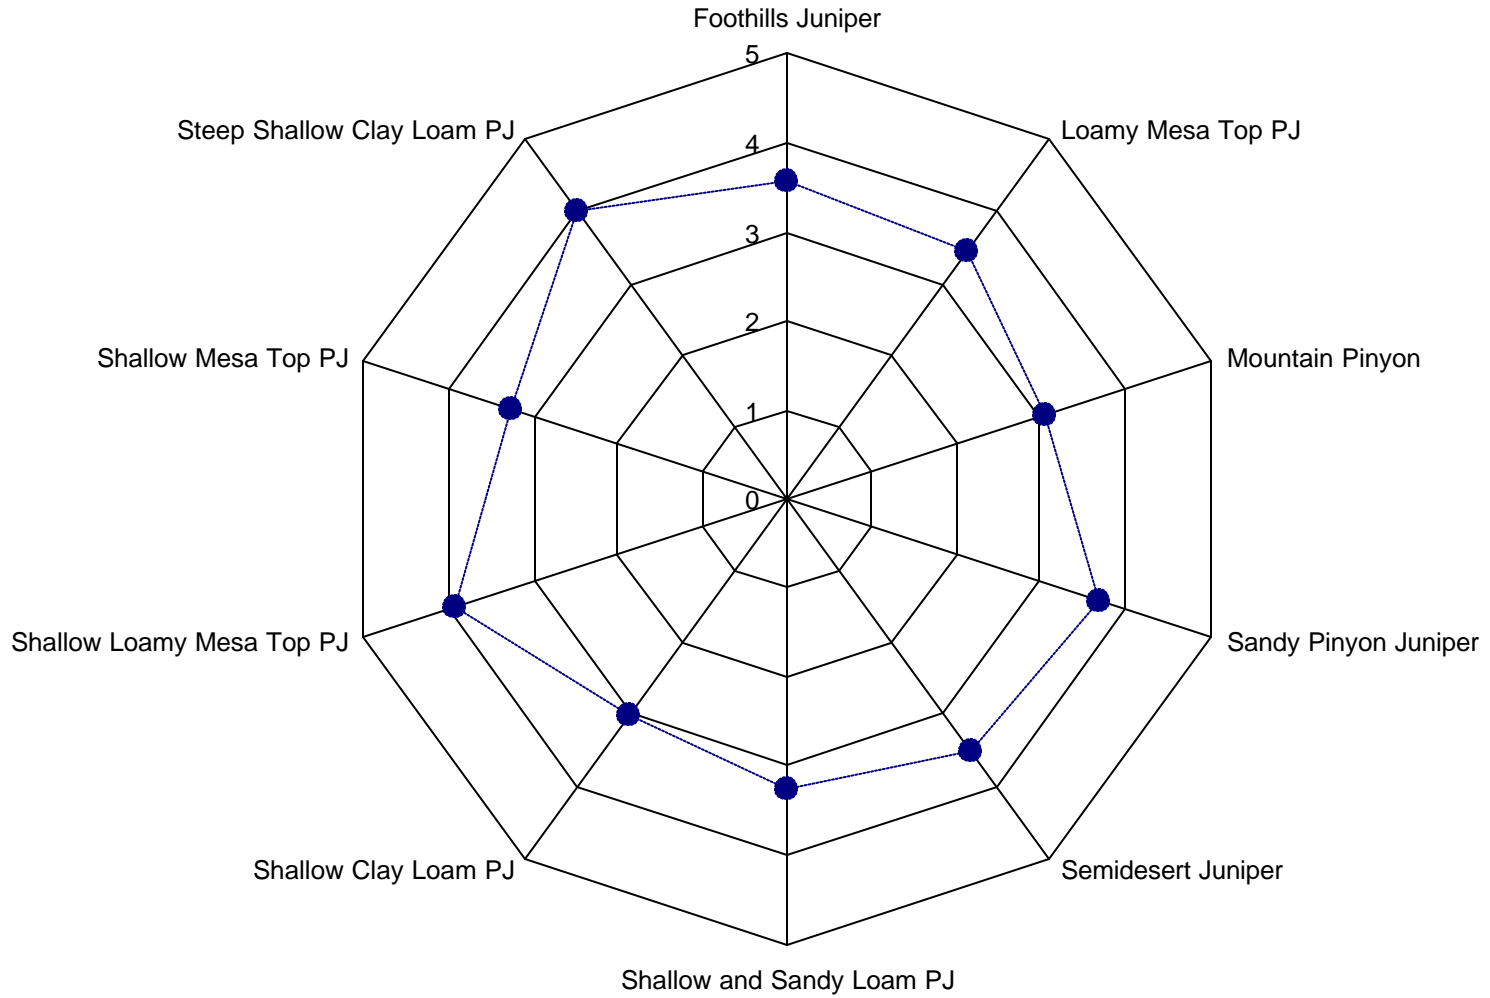 Foothills Juniper
5
Steep Shallow Clay Loam PJ
Loamy Mesa Top PJ
4
3
2
Shallow Mesa Top PJ
Mountain Pinyon
1
0
Shallow Loamy Mesa Top PJ
Sandy Pinyon Juniper
Shallow Clay Loam PJ
Semidesert Juniper
Shallow and Sandy Loam PJ